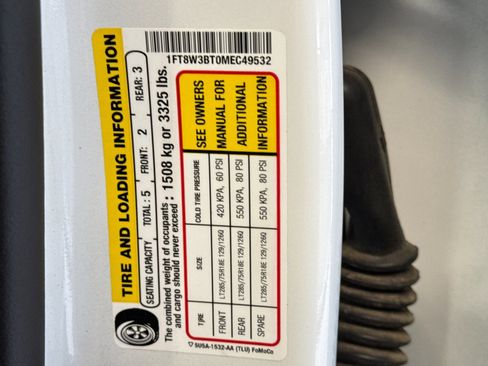 TIRE AND LOADING INFORMATION
SEATING CAPACITY TOTAL : 5 FRONT: 2 REAR: 3
The combined weight of occupants
and cargo should never exceed : 1508 kg or 3325 lbs.
TIRE SIZE COLD TIRE PRESSURE
FRONT LT285/75R18E 129/126Q 420 KPA, 60 PSI
REAR LT285/75R18E 129/126Q 550 KPA, 80 PSI
SPARE LT285/75R18E 129/126Q 550 KPA, 80 PSI
SEE OWNERS
MANUAL FOR
ADDITIONAL
INFORMATION
5USA-1532-AA (TLU) FoMoCo
1FT8W3BT0MEC49532